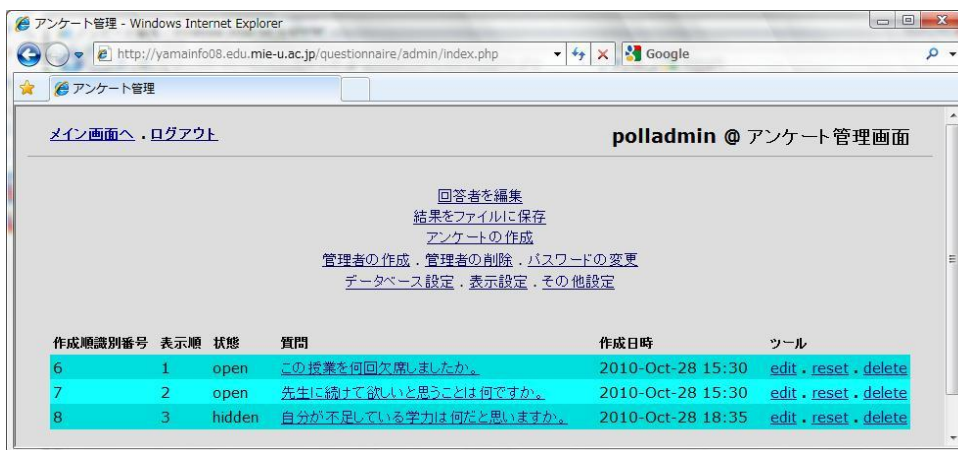 アンケート管理 - Windows Internet Explorer
http://yamainfo08.edu.mie-u.ac.jp/questionnaire/admin/index.php
Google
アンケート管理
メイン画面へ . ログアウト
polladmin @ アンケート管理画面
回答者を編集
結果をファイルに保存
アンケートの作成
管理者の作成 . 管理者の削除 . パスワードの変更
データベース設定 . 表示設定 . その他設定
作成順識別番号 表示順 状態 質問 作成日時 ツール
6 1 open この授業を何回欠席しましたか。 2010-Oct-28 15:30 edit . reset . delete
7 2 open 先生に続けて欲しいと思うことは何ですか。 2010-Oct-28 15:30 edit . reset . delete
8 3 hidden 自分が不足している学力は何だと思いますか。 2010-Oct-28 18:35 edit . reset . delete